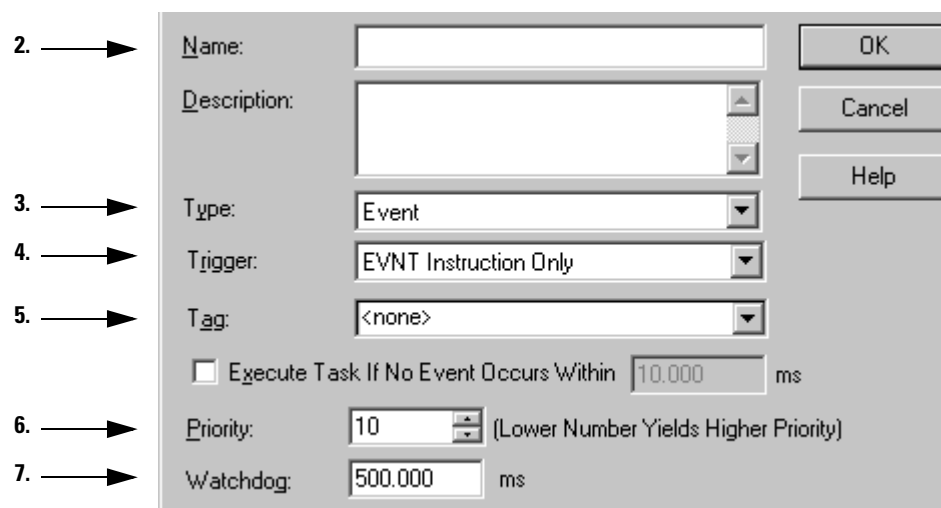 2.
Name:
OK
Description:
Cancel
Help
3.
Type:
Event
4.
Trigger:
EVNT Instruction Only
5.
Tag:
<none>
Execute Task If No Event Occurs Within 10.000 ms
6.
Priority:
10
(Lower Number Yields Higher Priority)
7.
Watchdog:
500.000
ms